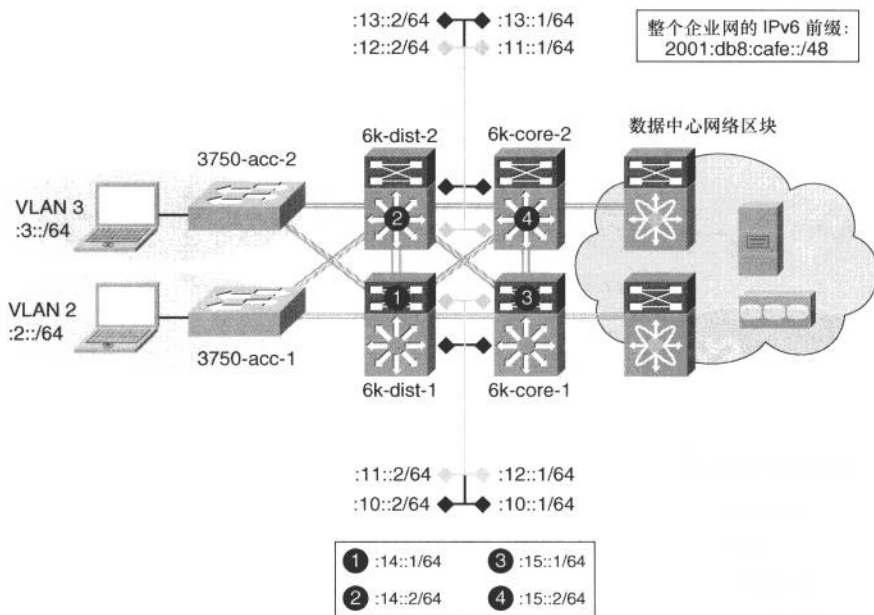 :13::2/64 :13::1/64
:12::2/64 :11::1/64
整个企业网的 IPv6 前缀：
2001:db8:cafe::/48
6k-dist-2 6k-core-2
数据中心网络区块
3750-acc-2
VLAN 3
:3::/64
2 4
VLAN 2
:2::/64
1 3
3750-acc-1
6k-dist-1 6k-core-1
:11::2/64 :12::1/64
:10::2/64 :10::1/64
1 :14::1/64 3 :15::1/64
2 :14::2/64 4 :15::2/64